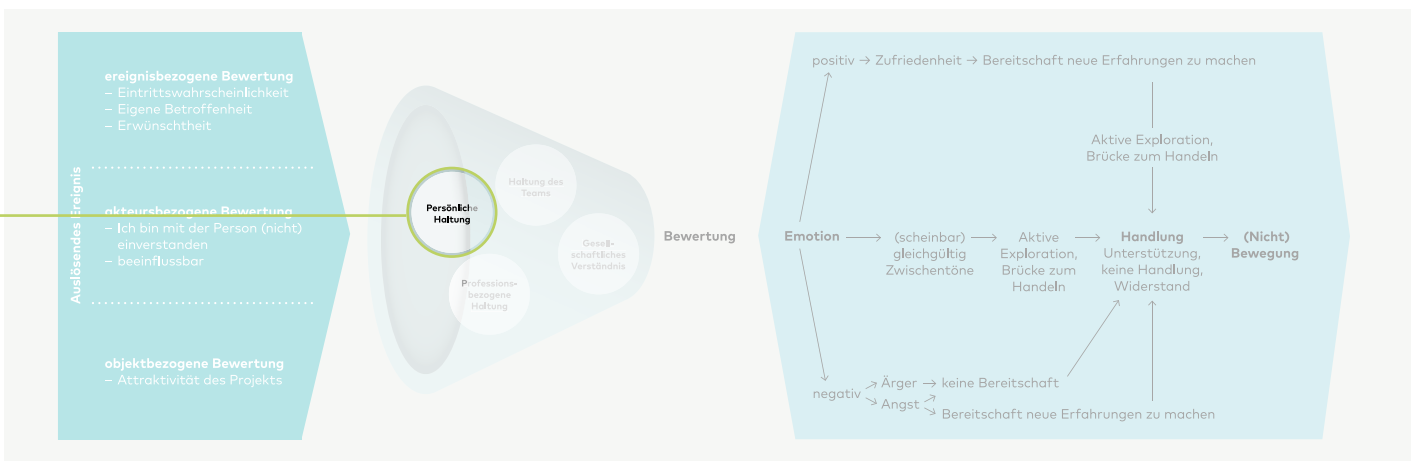 Auslösendes Ereignis
ereignisbezogene Bewertung
– Eintrittswahrscheinlichkeit
– Eigene Betroffenheit
– Erwünschtheit
akteursbezogene Bewertung
– Ich bin mit der Person (nicht)
einverstanden
– beeinflussbar
objektbezogene Bewertung
– Attraktivität des Projekts
Persönliche
Haltung
Haltung des
Teams
Gesell-
schaftliches
Verständnis
Professions-
bezogene
Haltung
Bewertung
positiv → Zufriedenheit → Bereitschaft neue Erfahrungen zu machen
Aktive Exploration,
Brücke zum Handeln
Emotion
(scheinbar)
gleichgültig
Zwischentöne
Aktive
Exploration,
Brücke zum
Handeln
Handlung
Unterstützung,
keine Handlung,
Widerstand
(Nicht)
Bewegung
negativ
Ärger → keine Bereitschaft
Angst
Bereitschaft neue Erfahrungen zu machen